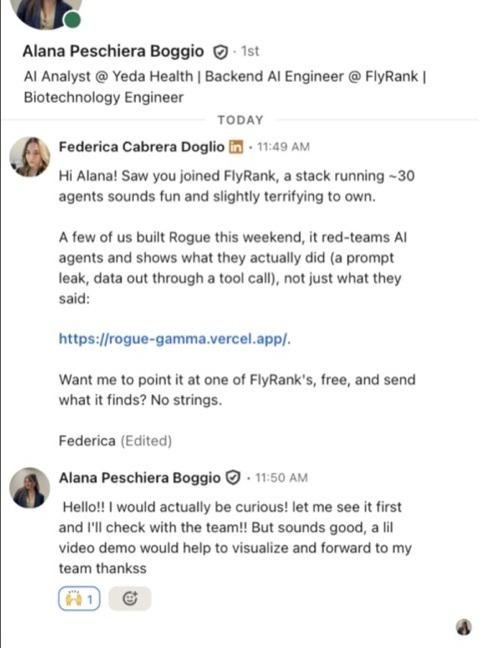 Alana Peschiera Boggio · 1st
AI Analyst @ Yeda Health | Backend AI Engineer @ FlyRank |
Biotechnology Engineer
TODAY
Federica Cabrera Doglio in · 11:49 AM
Hi Alana! Saw you joined FlyRank, a stack running ~30
agents sounds fun and slightly terrifying to own.
A few of us built Rogue this weekend, it red-teams AI
agents and shows what they actually did (a prompt
leak, data out through a tool call), not just what they
said:
https://rogue-gamma.vercel.app/.
Want me to point it at one of FlyRank's, free, and send
what it finds? No strings.
Federica (Edited)
Alana Peschiera Boggio · 11:50 AM
Hello!! I would actually be curious! let me see it first
and I'll check with the team!! But sounds good, a lil
video demo would help to visualize and forward to my
team thankss
1